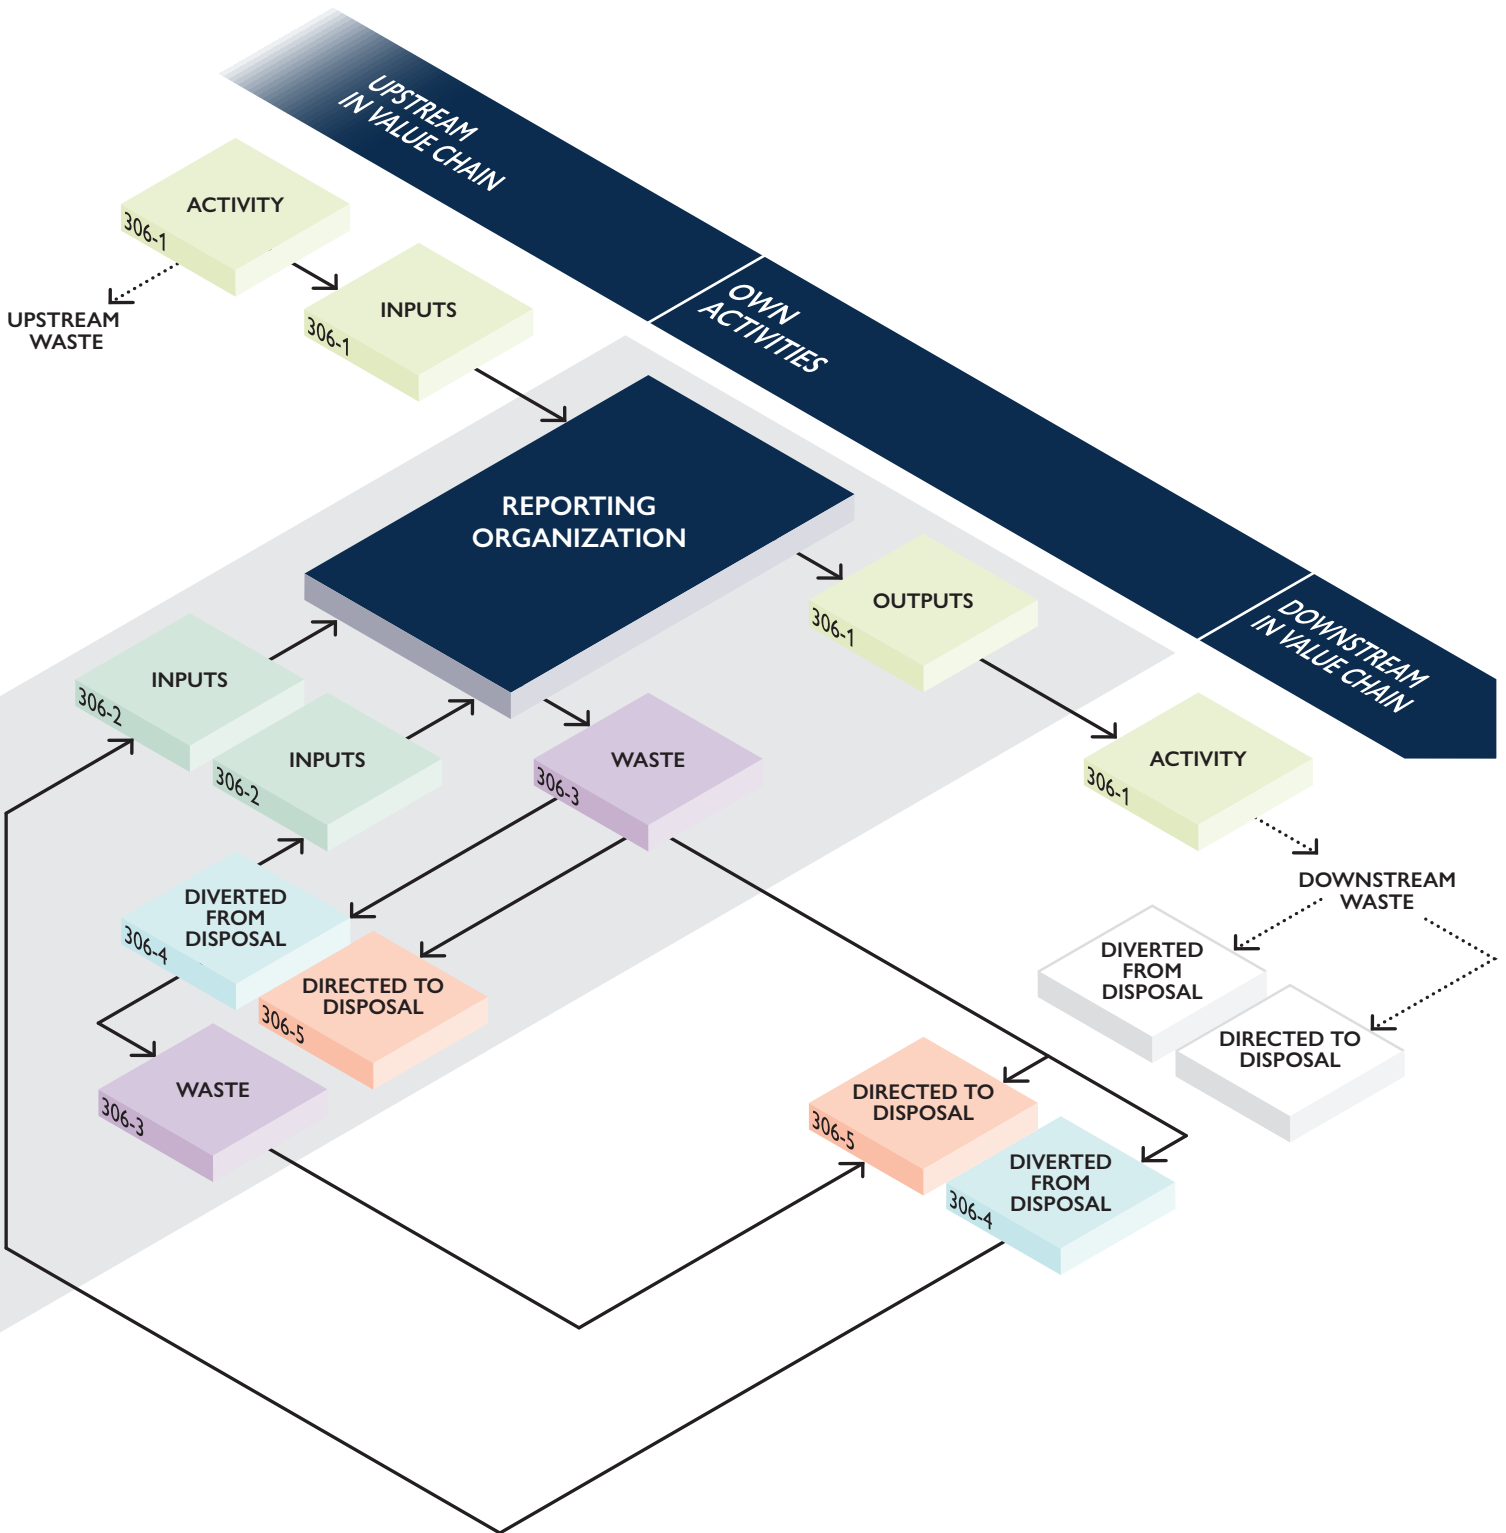 UPSTREAM
IN VALUE CHAIN
ACTIVITY
306-1
UPSTREAM
WASTE
INPUTS
306-1
OWN
ACTIVITIES
REPORTING
ORGANIZATION
OUTPUTS
306-1
DOWNSTREAM
IN VALUE CHAIN
INPUTS
306-2
INPUTS
306-2
WASTE
306-3
ACTIVITY
306-1
DOWNSTREAM
WASTE
DIVERTED
FROM
DISPOSAL
306-4
DIRECTED TO
DISPOSAL
306-5
DIVERTED
FROM
DISPOSAL
DIRECTED TO
DISPOSAL
WASTE
306-3
DIRECTED TO
DISPOSAL
306-5
DIVERTED
FROM
DISPOSAL
306-4